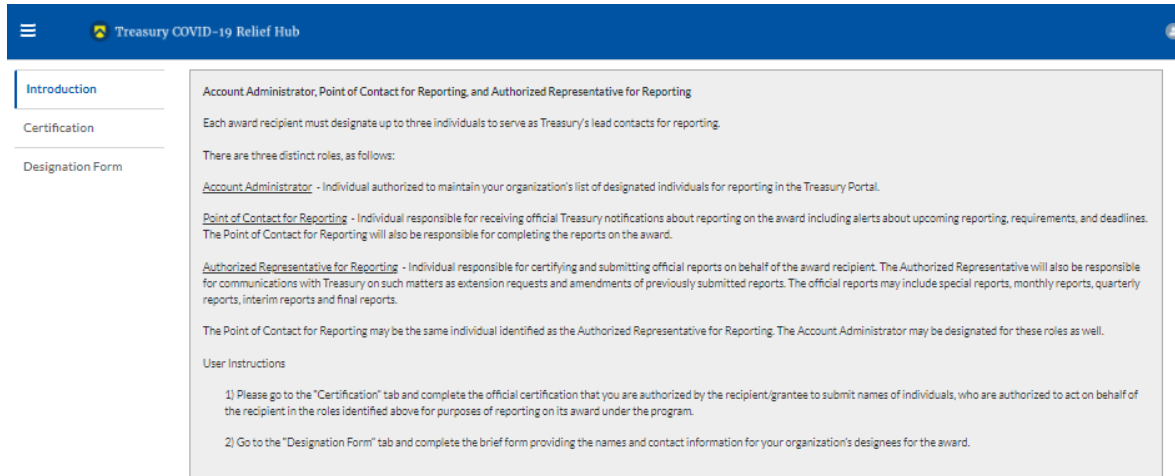 Treasury COVID-19 Relief Hub
Introduction
Certification
Designation Form
Account Administrator, Point of Contact for Reporting, and Authorized Representative for Reporting
Each award recipient must designate up to three individuals to serve as Treasury's lead contacts for reporting.
There are three distinct roles, as follows:
Account Administrator - Individual authorized to maintain your organization's list of designated individuals for reporting in the Treasury Portal.
Point of Contact for Reporting - Individual responsible for receiving official Treasury notifications about reporting on the award including alerts about upcoming reporting, requirements, and deadlines.
The Point of Contact for Reporting will also be responsible for completing the reports on the award.
Authorized Representative for Reporting - Individual responsible for certifying and submitting official reports on behalf of the award recipient. The Authorized Representative will also be responsible
for communications with Treasury on such matters as extension requests and amendments of previously submitted reports. The official reports may include special reports, monthly reports, quarterly
reports, interim reports and final reports.
The Point of Contact for Reporting may be the same individual identified as the Authorized Representative for Reporting. The Account Administrator may be designated for these roles as well.
User Instructions
1) Please go to the "Certification" tab and complete the official certification that you are authorized by the recipient/grantee to submit names of individuals, who are authorized to act on behalf of
the recipient in the roles identified above for purposes of reporting on its award under the program.
2) Go to the "Designation Form" tab and complete the brief form providing the names and contact information for your organization's designees for the award.